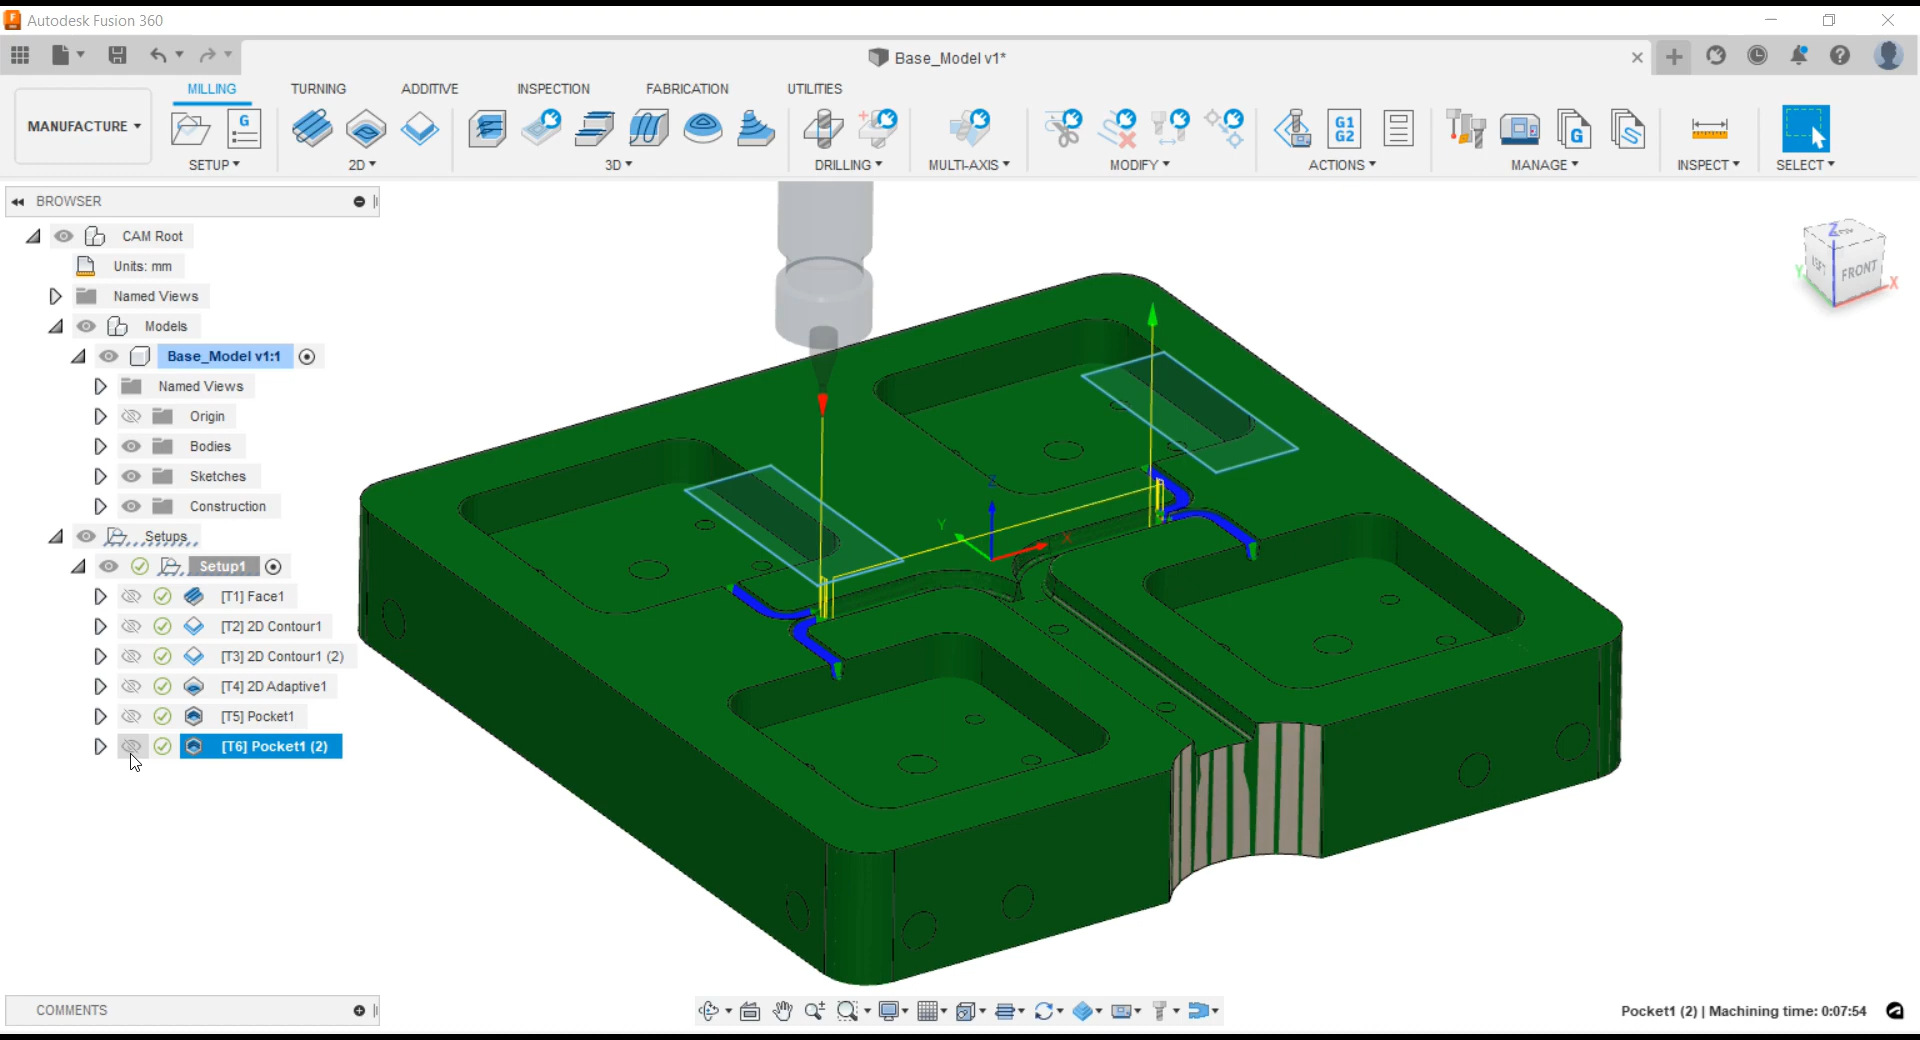 Autodesk Fusion 360
Base_Model v1*
MILLING TURNING ADDITIVE INSPECTION FABRICATION UTILITIES
MANUFACTURE
G
G1
G2
G
SETUP 2D 3D DRILLING MULTI-AXIS MODIFY ACTIONS MANAGE INSPECT SELECT
BROWSER
CAM Root
Units: mm
Named Views
Models
Base_Model v1:1
Named Views
Origin
Bodies
Sketches
Construction
Setups
Setup1
[T1] Face1
[T2] 2D Contour1
[T3] 2D Contour1 (2)
[T4] 2D Adaptive1
[T5] Pocket1
[T6] Pocket1 (2)
Z
Y
X
Z
LEFT
FRONT
Y
X
COMMENTS
Pocket1 (2) | Machining time: 0:07:54